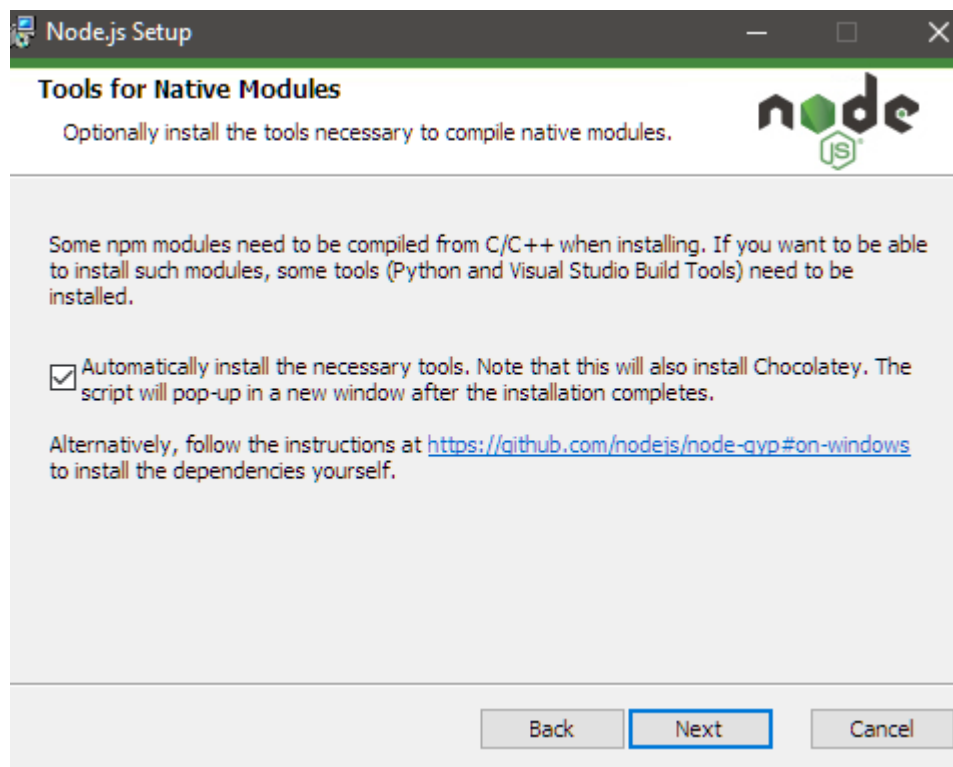 Node.js Setup
Tools for Native Modules
Optionally install the tools necessary to compile native modules.
node
JS
Some npm modules need to be compiled from C/C++ when installing. If you want to be able
to install such modules, some tools (Python and Visual Studio Build Tools) need to be
installed.
Automatically install the necessary tools. Note that this will also install Chocolatey. The
script will pop-up in a new window after the installation completes.
Alternatively, follow the instructions at https://github.com/nodejs/node-gyp#on-windows
to install the dependencies yourself.
Back
Next
Cancel